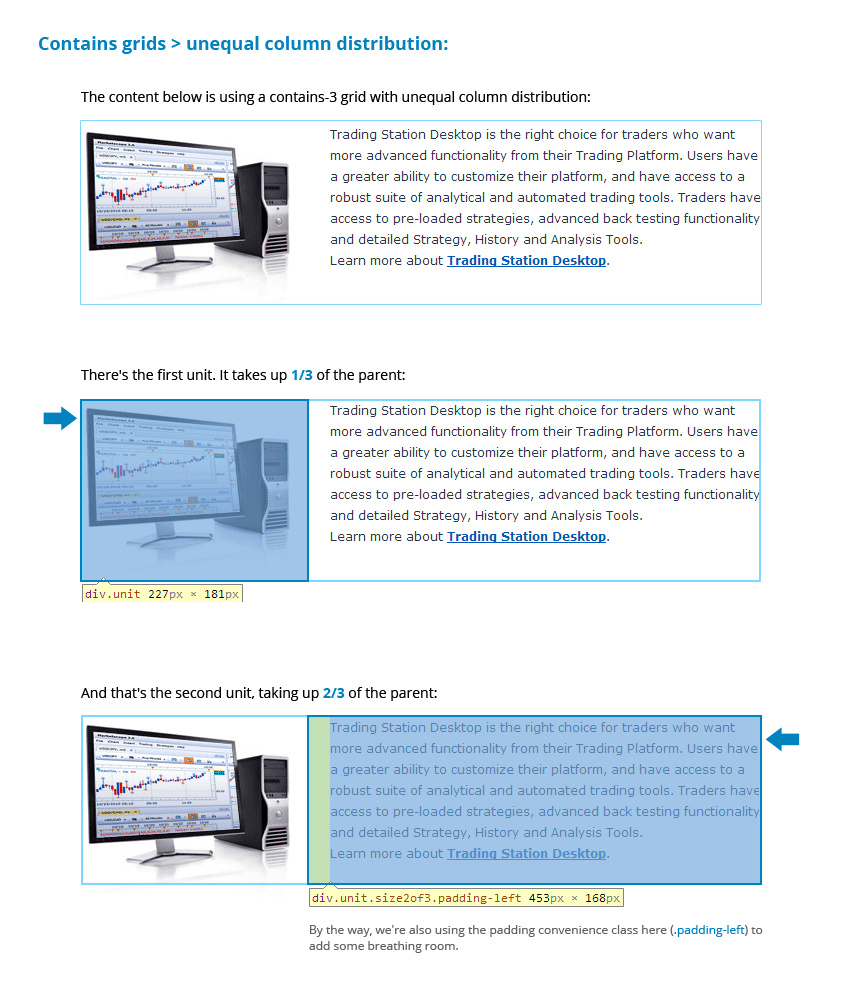 Contains grids > unequal column distribution:
The content below is using a contains-3 grid with unequal column distribution:
Trading Station Desktop is the right choice for traders who want
more advanced functionality from their Trading Platform. Users have
a greater ability to customize their platform, and have access to a
robust suite of analytical and automated trading tools. Traders have
access to pre-loaded strategies, advanced back testing functionality
and detailed Strategy, History and Analysis Tools.
Learn more about Trading Station Desktop.
There's the first unit. It takes up 1/3 of the parent:
Trading Station Desktop is the right choice for traders who want
more advanced functionality from their Trading Platform. Users have
a greater ability to customize their platform, and have access to a
robust suite of analytical and automated trading tools. Traders have
access to pre-loaded strategies, advanced back testing functionality
and detailed Strategy, History and Analysis Tools.
Learn more about Trading Station Desktop.
div.unit 227px × 181px
And that's the second unit, taking up 2/3 of the parent:
Trading Station Desktop is the right choice for traders who want
more advanced functionality from their Trading Platform. Users have
a greater ability to customize their platform, and have access to a
robust suite of analytical and automated trading tools. Traders have
access to pre-loaded strategies, advanced back testing functionality
and detailed Strategy, History and Analysis Tools.
Learn more about Trading Station Desktop.
div.unit.size2of3.padding-left 453px × 168px
By the way, we're also using the padding convenience class here (.padding-left) to
add some breathing room.